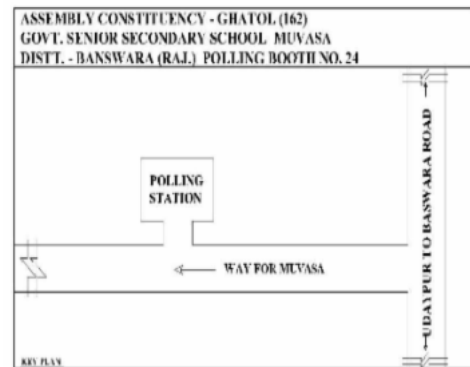 ASSEMBLY CONSTITUENCY - GHATOL (162)
GOVT. SENIOR SECONDARY SCHOOL MUVASA
DISTT. - BANSWARA (RAJ.) POLLING BOOTH NO. 24
POLLING
STATION
WAY FOR MUVASA
UDAYPUR TO BASWARA ROAD
KEY PLAN